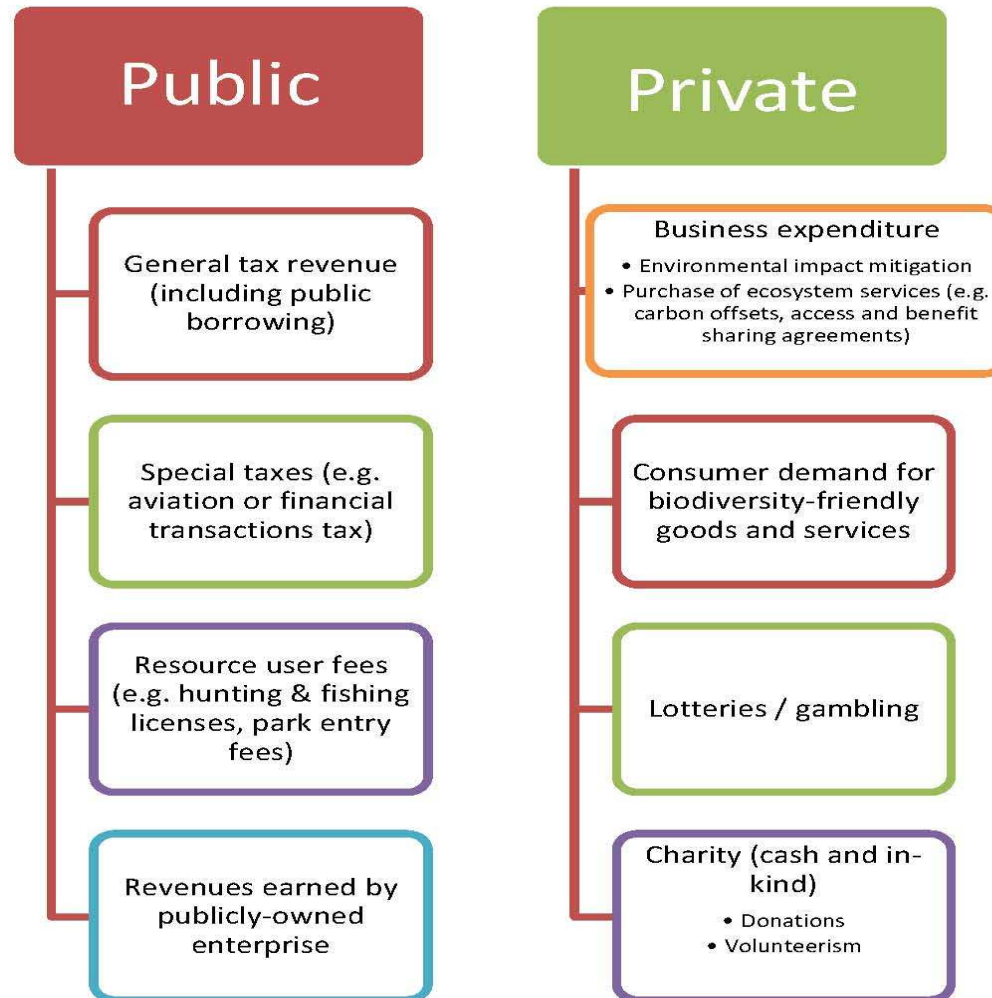 Public
General tax revenue
(including public
borrowing)
Special taxes (e.g.
aviation or financial
transactions tax)
Resource user fees
(e.g. hunting & fishing
licenses, park entry
fees)
Revenues earned by
publicly-owned
enterprise
Private
Business expenditure
• Environmental impact mitigation
• Purchase of ecosystem services (e.g.
carbon offsets, access and benefit
sharing agreements)
Consumer demand for
biodiversity-friendly
goods and services
Lotteries / gambling
Charity (cash and in-
kind)
• Donations
• Volunteerism